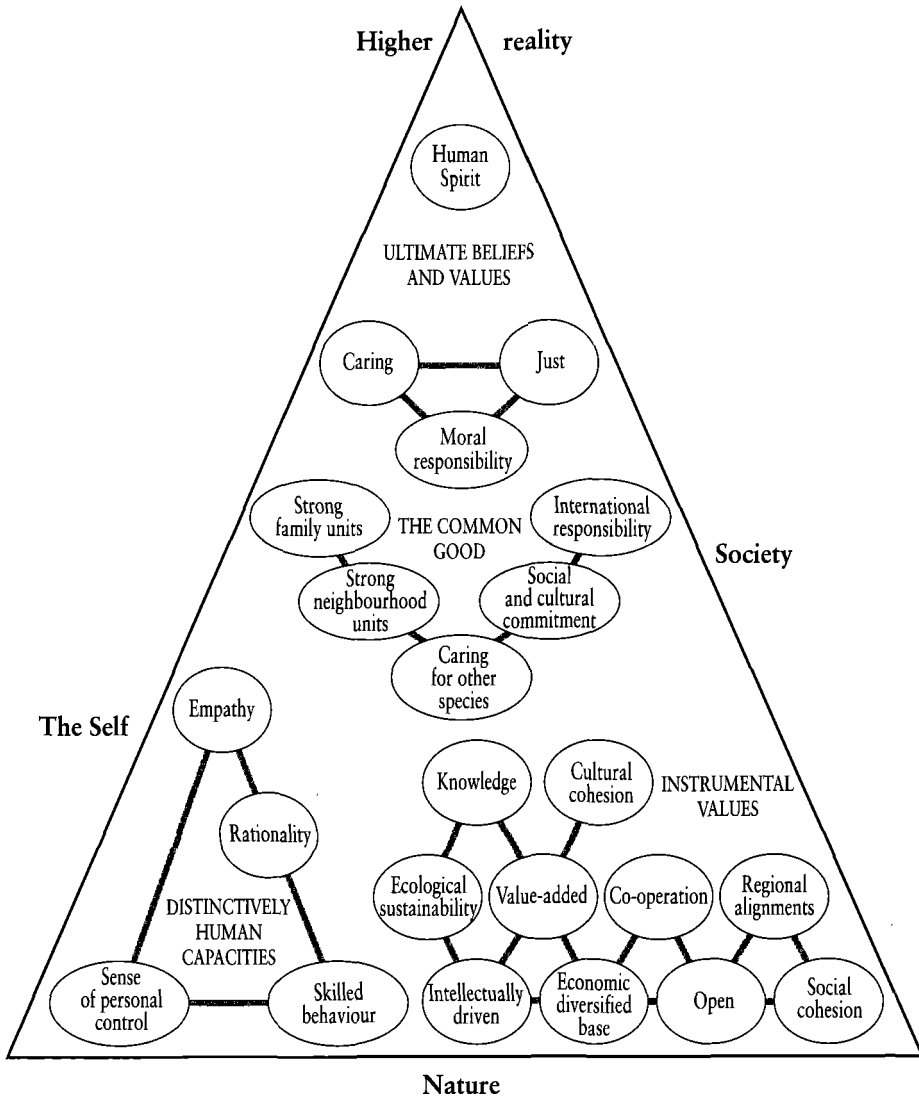 Higher reality
Human
Spirit
ULTIMATE BELIEFS
AND VALUES
Caring
Just
Moral
responsibility
Strong
family units
THE COMMON
GOOD
International
responsibility
Society
Strong
neighbourhood
units
Social
and cultural
commitment
Caring
for other
species
The Self
Empathy
Rationality
DISTINCTIVELY
HUMAN
CAPACITIES
Sense
of personal
control
Skilled
behaviour
Knowledge
Cultural
cohesion
INSTRUMENTAL
VALUES
Ecological
sustainability
Value-added
Co-operation
Regional
alignments
Intellectually
driven
Economic
diversified
base
Open
Social
cohesion
Nature